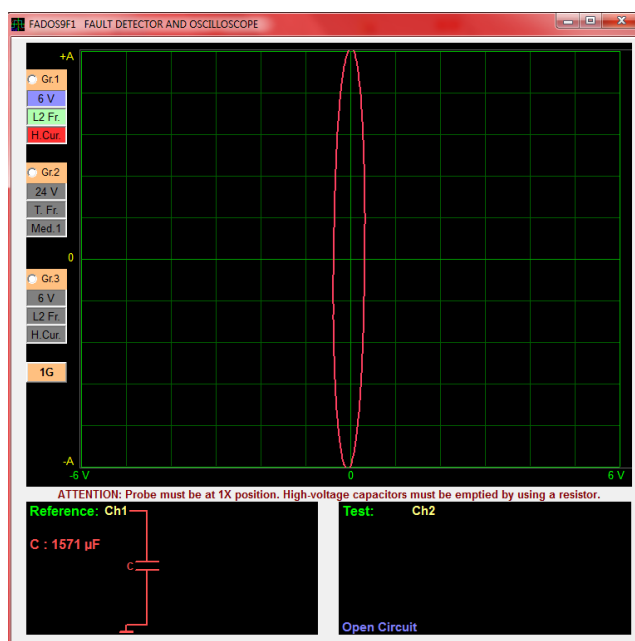 FADOS9F1 FAULT DETECTOR AND OSCILLOSCOPE
+A
Gr.1
6 V
L2 Fr.
H.Cur.
Gr.2
24 V
T. Fr.
Med.1
0
Gr.3
6 V
L2 Fr.
H.Cur.
1G
-A
-6 V
0
6 V
ATTENTION: Probe must be at 1X position. High-voltage capacitors must be emptied by using a resistor.
Reference: Ch1
C : 1571 µF
C
Test: Ch2
Open Circuit